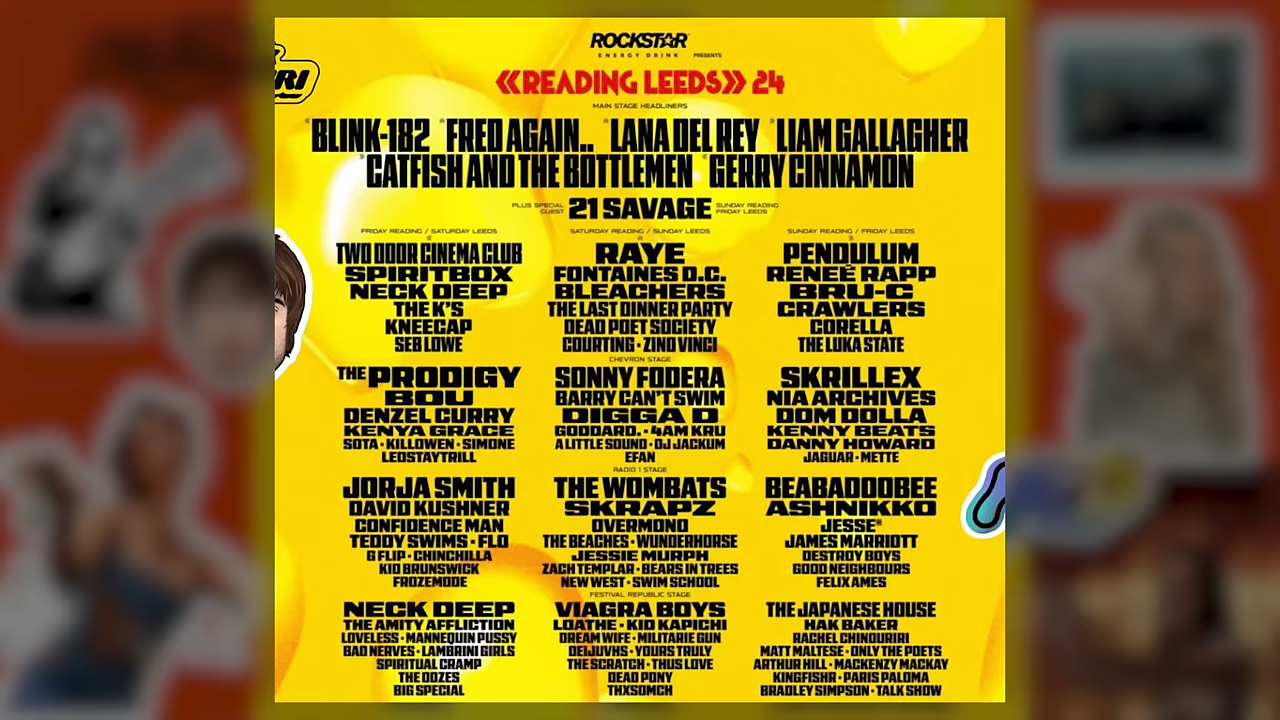 RI
ROCKSTAR
ENERGY DRINK PRESENTS
READING LEEDS 24
MAIN STAGE HEADLINERS
BLINK-182 FRED AGAIN.. LANA DEL REY LIAM GALLAGHER
CATFISH AND THE BOTTLEMEN GERRY CINNAMON
PLUS SPECIAL GUEST 21 SAVAGE SUNDAY READING FRIDAY LEEDS
FRIDAY READING / SATURDAY LEEDS
TWO DOOR CINEMA CLUB
SPIRITBOX
NECK DEEP
THE K'S
KNEECAP
SEB LOWE
SATURDAY READING / SUNDAY LEEDS
RAYE
FONTAINES D.C.
BLEACHERS
THE LAST DINNER PARTY
DEAD POET SOCIETY
COURTING · ZINO VINCI
SUNDAY READING / FRIDAY LEEDS
PENDULUM
RENEÉ RAPP
BRU-C
CRAWLERS
CORELLA
THE LUKA STATE
CHEVRON STAGE
THE PRODIGY
BOU
DENZEL CURRY
KENYA GRACE
SOTA · KILLOWEN · SIMONE
LEOSTAYTRILL
SONNY FODERA
BARRY CAN'T SWIM
DIGGA D
GODDARD. · 4AM KRU
A LITTLE SOUND · DJ JACKUM
EFAN
SKRILLEX
NIA ARCHIVES
DOM DOLLA
KENNY BEATS
DANNY HOWARD
JAGUAR · METTE
RADIO 1 STAGE
JORJA SMITH
DAVID KUSHNER
CONFIDENCE MAN
TEDDY SWIMS · FLO
G FLIP · CHINCHILLA
KID BRUNSWICK
FROZEMODE
THE WOMBATS
SKRAPZ
OVERMONO
THE BEACHES · WUNDERHORSE
JESSIE MURPH
ZACH TEMPLAR · BEARS IN TREES
NEW WEST · SWIM SCHOOL
BEABADOOBEE
ASHNIKKO
JESSE®
JAMES MARRIOTT
DESTROY BOYS
GOOD NEIGHBOURS
FELIX AMES
FESTIVAL REPUBLIC STAGE
NECK DEEP
THE AMITY AFFLICTION
LOVELESS · MANNEQUIN PUSSY
BAD NERVES · LAMBRINI GIRLS
SPIRITUAL CRAMP
THE OOZES
BIG SPECIAL
VIAGRA BOYS
LOATHE · KID KAPICHI
DREAM WIFE · MILITARIE GUN
DEIJUVHS · YOURS TRULY
THE SCRATCH · THUS LOVE
DEAD PONY
THXSOMCH
THE JAPANESE HOUSE
HAK BAKER
RACHEL CHINOURIRI
MATT MALTESE · ONLY THE POETS
ARTHUR HILL · MACKENZY MACKAY
KINGFISHR · PARIS PALOMA
BRADLEY SIMPSON · TALK SHOW